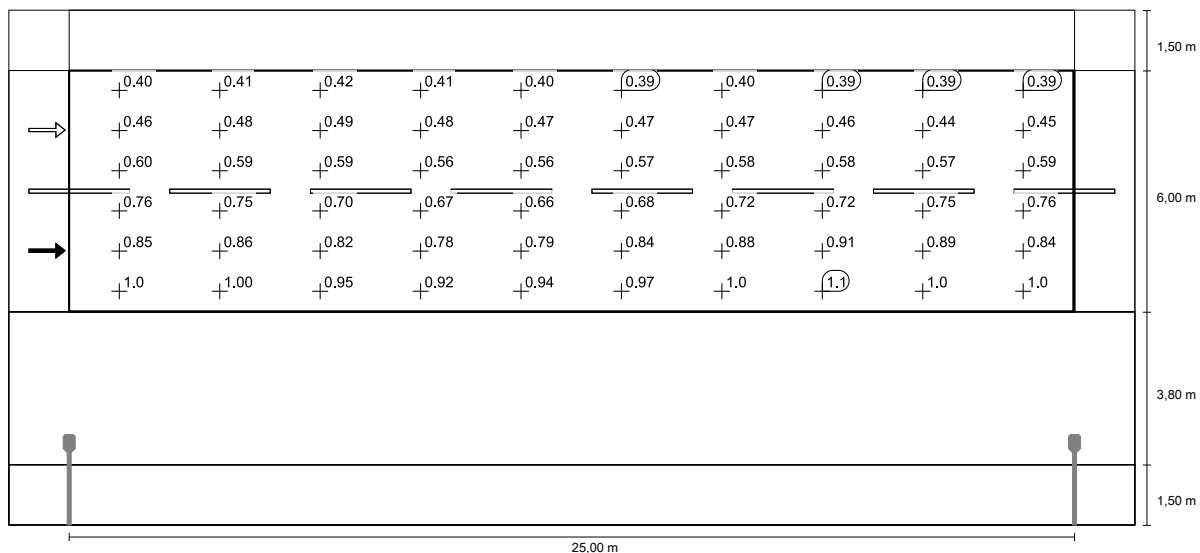 1,50 m
0.40 0.41 0.42 0.41 0.40 0.39 0.40 0.39 0.39 0.39
0.46 0.48 0.49 0.48 0.47 0.47 0.47 0.46 0.44 0.45
0.60 0.59 0.59 0.56 0.56 0.57 0.58 0.58 0.57 0.59
6,00 m
0.76 0.75 0.70 0.67 0.66 0.68 0.72 0.72 0.75 0.76
0.85 0.86 0.82 0.78 0.79 0.84 0.88 0.91 0.89 0.84
1.0 1.00 0.95 0.92 0.94 0.97 1.0 1.1 1.0 1.0
3,80 m
1,50 m
25,00 m